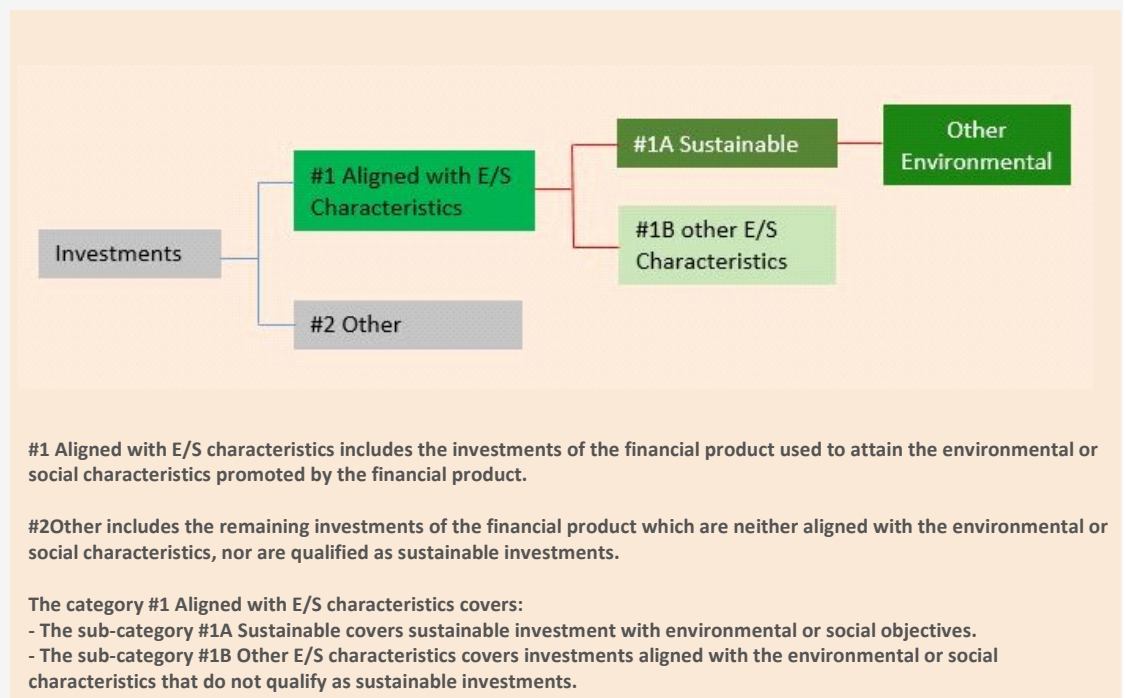 Investments
#1 Aligned with E/S
Characteristics
#2 Other
#1A Sustainable
#1B other E/S
Characteristics
Other
Environmental
#1 Aligned with E/S characteristics includes the investments of the financial product used to attain the environmental or
social characteristics promoted by the financial product.
#2Other includes the remaining investments of the financial product which are neither aligned with the environmental or
social characteristics, nor are qualified as sustainable investments.
The category #1 Aligned with E/S characteristics covers:
- The sub-category #1A Sustainable covers sustainable investment with environmental or social objectives.
- The sub-category #1B Other E/S characteristics covers investments aligned with the environmental or social
characteristics that do not qualify as sustainable investments.